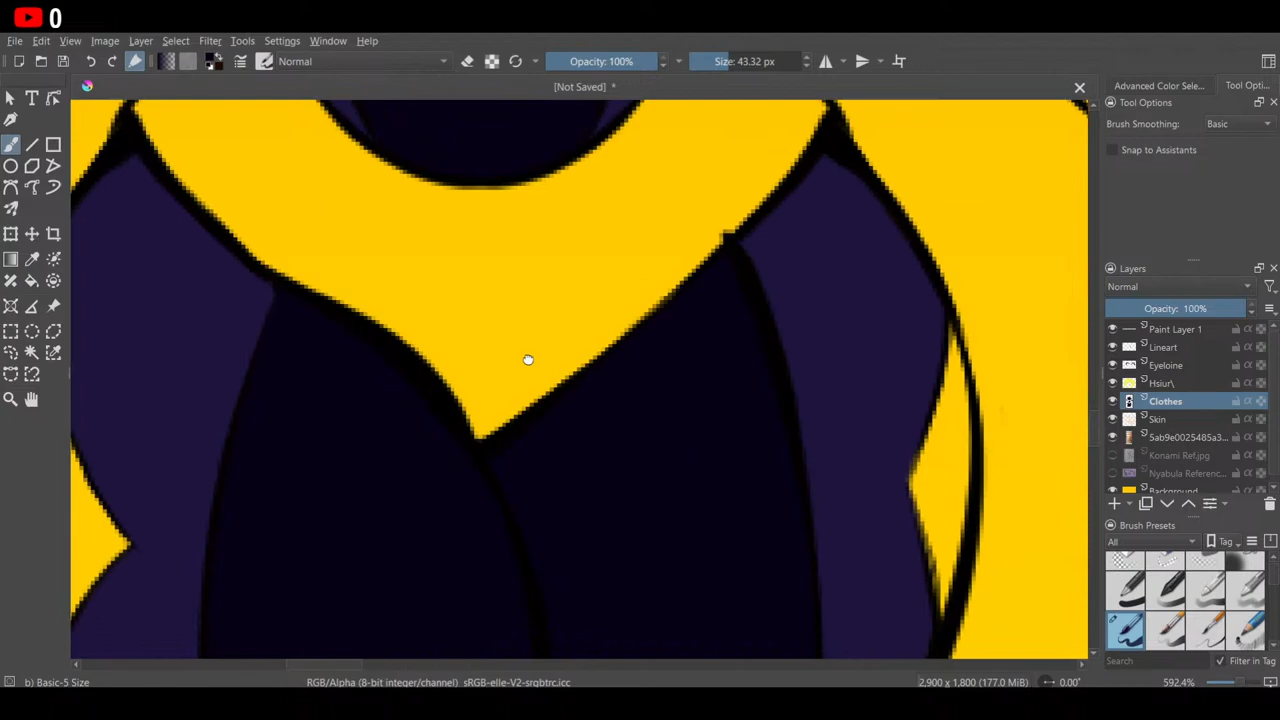 0
File Edit View Image Layer Select Filter Tools Settings Window Help
Normal
Opacity: 100%
Size: 43.32 px
[Not Saved] *
Advanced Color Sele...
Tool Opti...
Tool Options
Brush Smoothing: Basic
Snap to Assistants
Layers
Normal
Opacity: 100%
Paint Layer 1
Lineart
Eyeloine
Hsiur\
Clothes
Skin
5ab9e0025485a3...
Konami Ref.jpg
Nyabula Referenc...
Background
Brush Presets
All
Tag
Search
Filter in Tag
b) Basic-5 Size
RGB/Alpha (8-bit integer/channel) sRGB-elle-V2-srgbtrc.icc
2,900 x 1,800 (177.0 MiB)
0.00°
592.4%